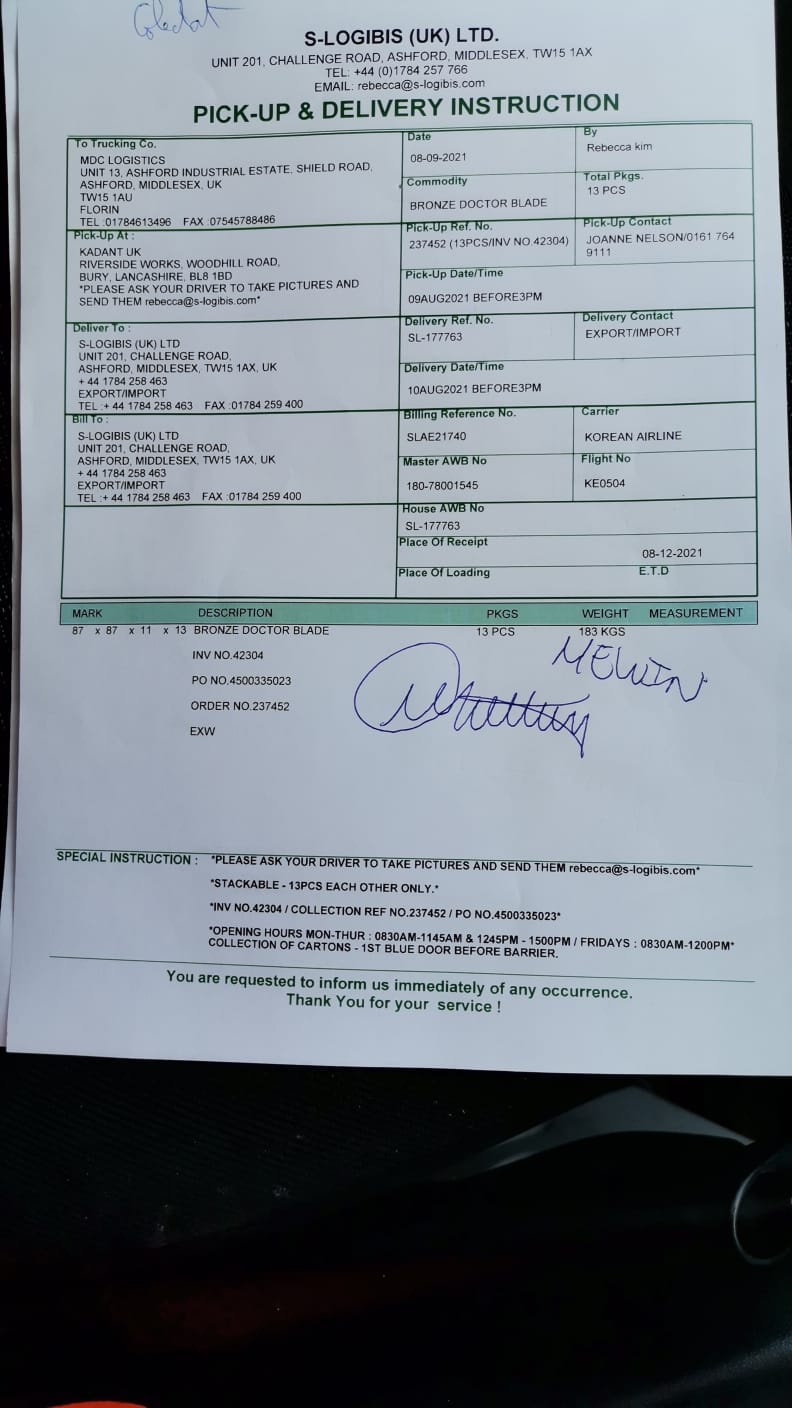 S-LOGIBIS (UK) LTD.
UNIT 201, CHALLENGE ROAD, ASHFORD, MIDDLESEX, TW15 1AX
TEL: +44 (0)1784 257 766
EMAIL: rebecca@s-logibis.com
PICK-UP & DELIVERY INSTRUCTION
To Trucking Co.
MDC LOGISTICS
UNIT 13, ASHFORD INDUSTRIAL ESTATE, SHIELD ROAD,
ASHFORD, MIDDLESEX, UK
TW15 1AU
FLORIN
TEL :01784613496 FAX :07545788486
Date
08-09-2021
By
Rebecca kim
Commodity
BRONZE DOCTOR BLADE
Total Pkgs.
13 PCS
Pick-Up At :
KADANT UK
RIVERSIDE WORKS, WOODHILL ROAD,
BURY, LANCASHIRE, BL8 1BD
*PLEASE ASK YOUR DRIVER TO TAKE PICTURES AND
SEND THEM rebecca@s-logibis.com*
Pick-Up Ref. No.
237452 (13PCS/INV NO.42304)
Pick-Up Contact
JOANNE NELSON/0161 764
9111
Pick-Up Date/Time
09AUG2021 BEFORE3PM
Deliver To :
S-LOGIBIS (UK) LTD
UNIT 201, CHALLENGE ROAD,
ASHFORD, MIDDLESEX, TW15 1AX, UK
+ 44 1784 258 463
EXPORT/IMPORT
TEL :+ 44 1784 258 463 FAX :01784 259 400
Delivery Ref. No.
SL-177763
Delivery Contact
EXPORT/IMPORT
Delivery Date/Time
10AUG2021 BEFORE3PM
Bill To :
S-LOGIBIS (UK) LTD
UNIT 201, CHALLENGE ROAD,
ASHFORD, MIDDLESEX, TW15 1AX, UK
+ 44 1784 258 463
EXPORT/IMPORT
TEL :+ 44 1784 258 463 FAX :01784 259 400
Billing Reference No.
SLAE21740
Carrier
KOREAN AIRLINE
Master AWB No
180-78001545
Flight No
KE0504
House AWB No
SL-177763
Place Of Receipt
08-12-2021
Place Of Loading
E.T.D
MARK DESCRIPTION PKGS WEIGHT MEASUREMENT
87 x 87 x 11 x 13 BRONZE DOCTOR BLADE 13 PCS 183 KGS
INV NO.42304
PO NO.4500335023
ORDER NO.237452
EXW
SPECIAL INSTRUCTION : *PLEASE ASK YOUR DRIVER TO TAKE PICTURES AND SEND THEM rebecca@s-logibis.com*
*STACKABLE - 13PCS EACH OTHER ONLY.*
*INV NO.42304 / COLLECTION REF NO.237452 / PO NO.4500335023*
*OPENING HOURS MON-THUR : 0830AM-1145AM & 1245PM - 1500PM / FRIDAYS : 0830AM-1200PM*
COLLECTION OF CARTONS - 1ST BLUE DOOR BEFORE BARRIER.
You are requested to inform us immediately of any occurrence.
Thank You for your service !